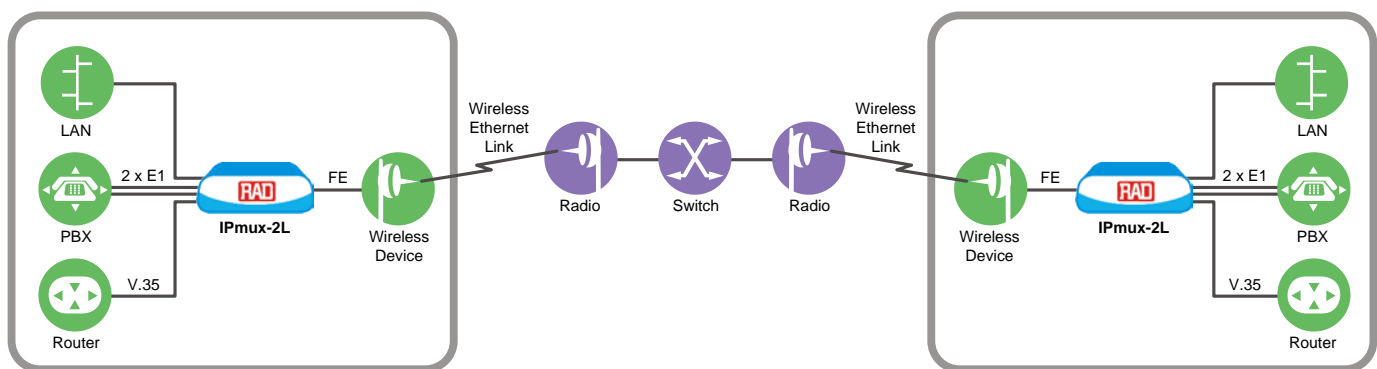 LAN
2 x E1
PBX
V.35
Router
RAD
IPmux-2L
FE
Wireless
Device
Wireless
Ethernet
Link
Radio
Switch
Radio
Wireless
Ethernet
Link
Wireless
Device
FE
RAD
IPmux-2L
LAN
2 x E1
PBX
V.35
Router